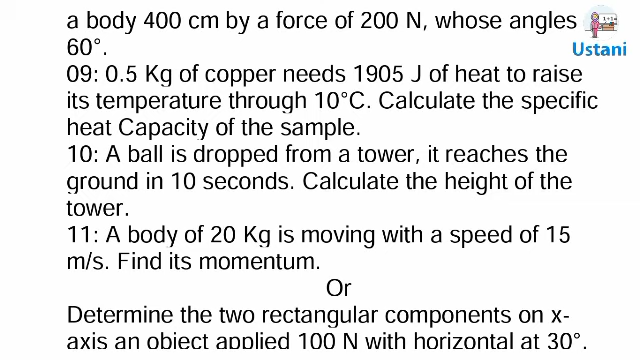 a body 400 cm by a force of 200 N, whose angles
60°.
Ustani
09: 0.5 Kg of copper needs 1905 J of heat to raise
its temperature through 10°C. Calculate the specific
heat Capacity of the sample.
10: A ball is dropped from a tower, it reaches the
ground in 10 seconds. Calculate the height of the
tower.
11: A body of 20 Kg is moving with a speed of 15
m/s. Find its momentum.
Or
Determine the two rectangular components on x-
axis an object applied 100 N with horizontal at 30°.